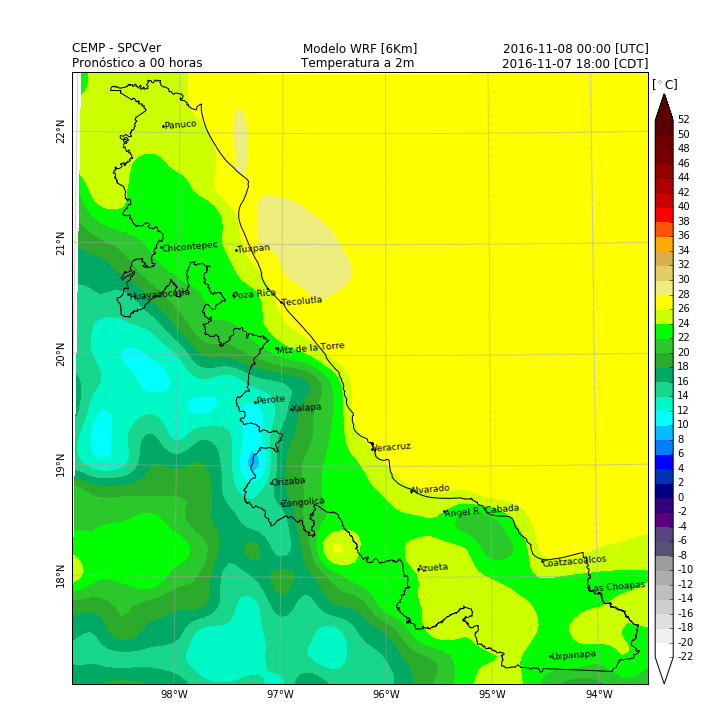 CEMP - SPCVer
Modelo WRF [6Km]
2016-11-08 00:00 [UTC]
Pronóstico a 00 horas
Temperatura a 2m
2016-11-07 18:00 [CDT]
[°C]
52
50
48
46
44
42
40
38
36
34
32
30
28
26
24
22
20
18
16
14
12
10
8
6
4
2
0
-2
-4
-6
-8
-10
-12
-14
-16
-18
-20
-22
22°N
21°N
20°N
19°N
18°N
Panuco
Chicontepec
Tuxpan
Huayacocotla
Poza Rica
Tecolutla
Mtz de la Torre
Perote
Xalapa
Veracruz
Orizaba
Alvarado
Zongolica
Angel R. Cabada
Azueta
Coatzacoalcos
Las Choapas
Uxpanapa
98°W
97°W
96°W
95°W
94°W